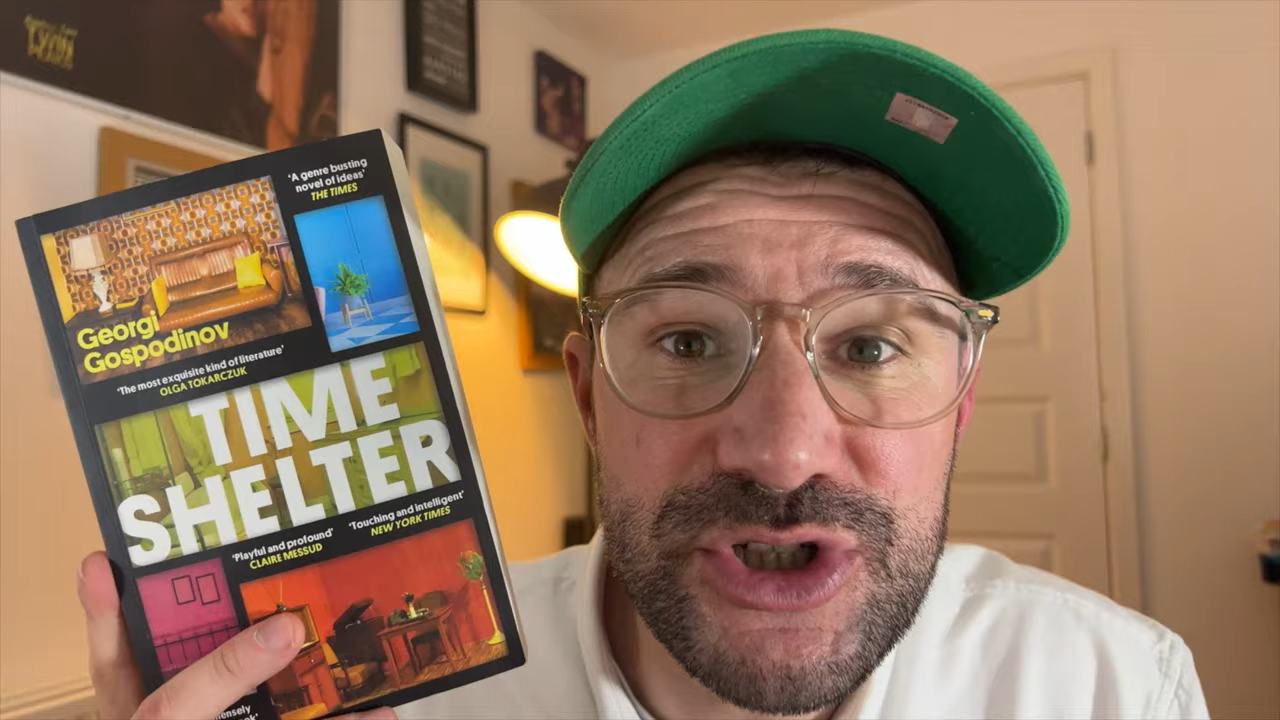 LYON
'A genre busting
novel of ideas'
THE TIMES
Georgi
Gospodinov
'The most exquisite kind of literature'
OLGA TOKARCZUK
TIME
SHELTER
'Touching and intelligent'
NEW YORK TIMES
'Playful and profound'
CLAIRE MESSUD